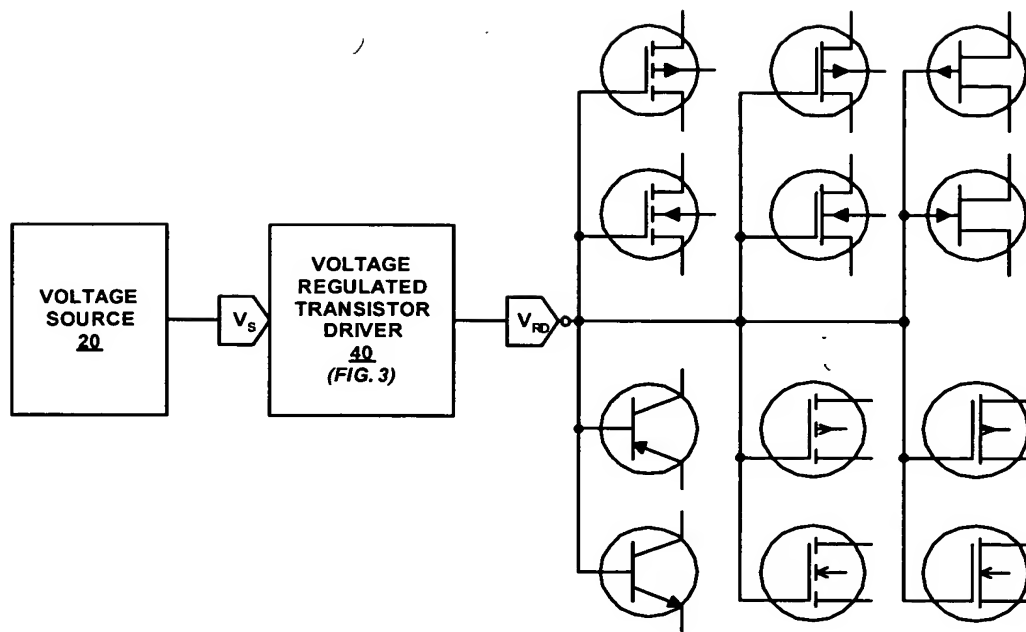 VOLTAGE
SOURCE
20
VS
VOLTAGE
REGULATED
TRANSISTOR
DRIVER
40
(FIG. 3)
VRD